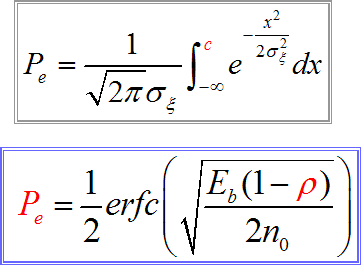 P_e = \frac{1}{\sqrt{2\pi}\sigma_\xi} \int_{-\infty}^{c} e^{-\frac{x^2}{2\sigma_\xi^2}} dx
P_e = \frac{1}{2} erfc\left(\sqrt{\frac{E_b(1-\rho)}{2n_0}}\right)